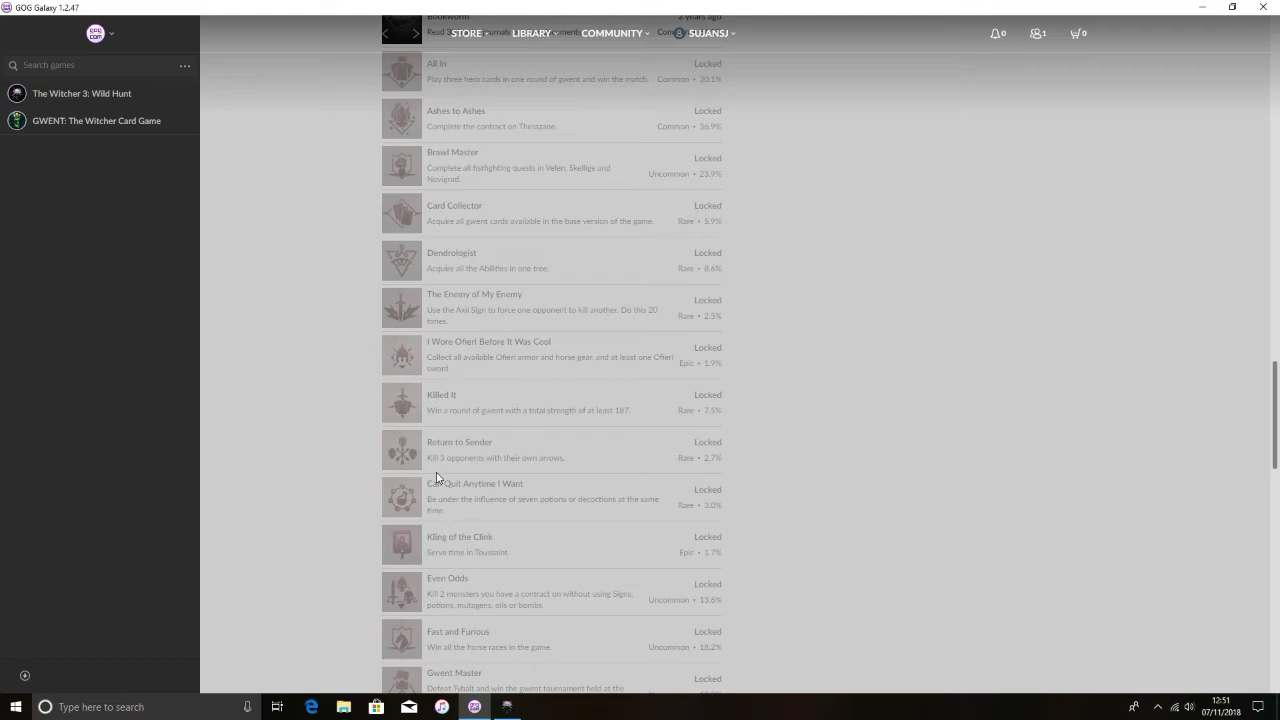 GOG Galaxy 1.2.47
Bookworm
2 years ago
STORE
LIBRARY
COMMUNITY
SUJANSJ
0
1
0
Search games
The Witcher 3: Wild Hunt
GWENT: The Witcher Card Game
All In
Locked
Play three hero cards in one round of gwent and win the match.
Common • 30.1%
Ashes to Ashes
Locked
Complete the contract on Therazane.
Common • 36.9%
Brawl Master
Locked
Complete all fistfighting quests in Velen, Skellige and
Novigrad.
Uncommon • 23.9%
Card Collector
Locked
Acquire all gwent cards available in the base version of the game.
Rare • 5.9%
Dendrologist
Locked
Acquire all the Abilities in one tree.
Rare • 8.6%
The Enemy of My Enemy
Locked
Use the Axii Sign to force one opponent to kill another. Do this 20
times.
Rare • 2.5%
I Wore Ofieri Before It Was Cool
Locked
Collect all available Ofieri armor and horse gear, and at least one Ofieri
sword.
Epic • 1.9%
Killed It
Locked
Win a round of gwent with a total strength of at least 187.
Rare • 7.5%
Return to Sender
Locked
Kill 3 opponents with their own arrows.
Rare • 2.7%
Can Quit Anytime I Want
Locked
Be under the influence of seven potions or decoctions at the same
time.
Rare • 3.0%
Kling of the Clink
Locked
Serve time in Toussaint.
Epic • 1.7%
Even Odds
Locked
Kill 2 monsters you have a contract on without using Signs,
potions, mutagens, oils or bombs.
Uncommon • 13.6%
Fast and Furious
Locked
Win all the horse races in the game.
Uncommon • 18.2%
Gwent Master
Locked
Defeat Tybalt and win the gwent tournament held at the
Type here to search
12:51
07/11/2018